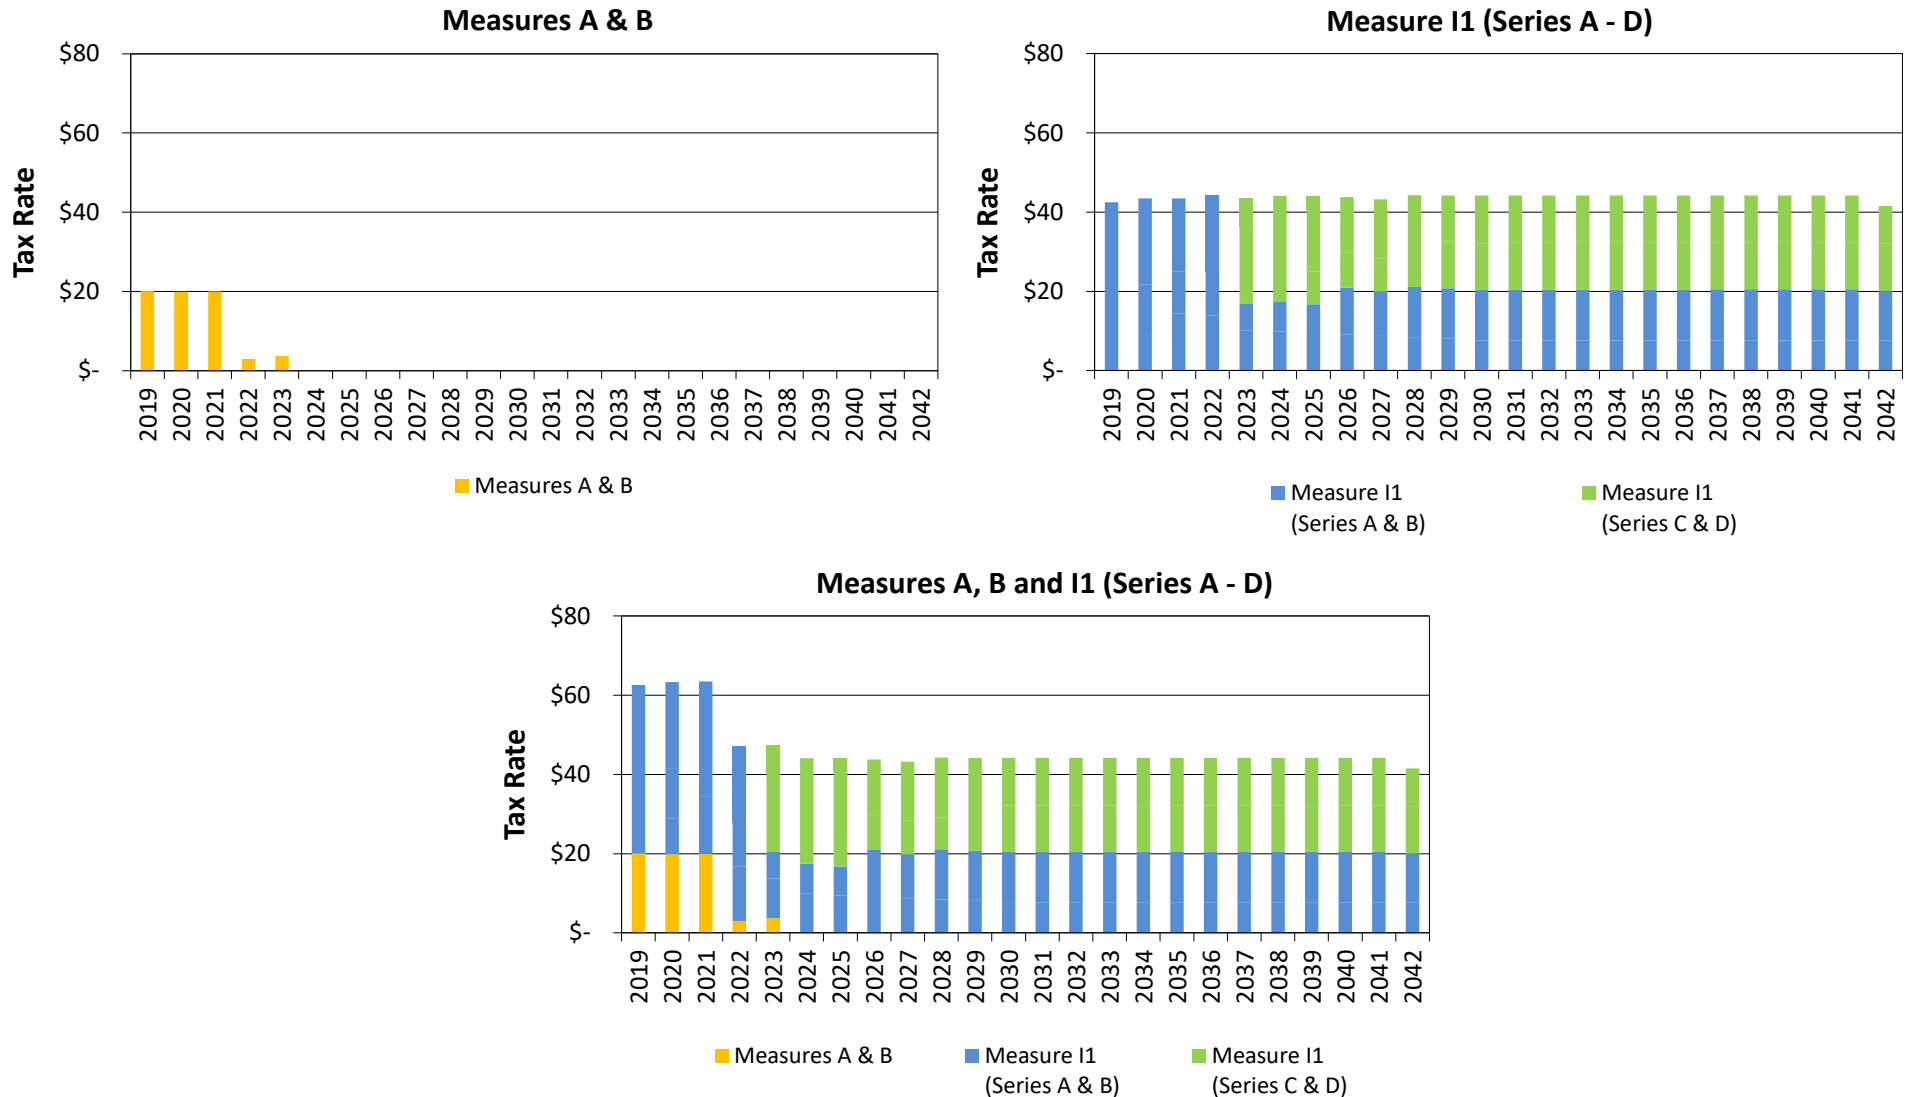 Measures A & B
$80
$60
$40
$20
$-
Tax Rate
2019 2020 2021 2022 2023 2024 2025 2026 2027 2028 2029 2030 2031 2032 2033 2034 2035 2036 2037 2038 2039 2040 2041 2042
Measures A & B
Measure I1 (Series A - D)
$80
$60
$40
$20
$-
Tax Rate
2019 2020 2021 2022 2023 2024 2025 2026 2027 2028 2029 2030 2031 2032 2033 2034 2035 2036 2037 2038 2039 2040 2041 2042
Measure I1
(Series A & B)
Measure I1
(Series C & D)
Measures A, B and I1 (Series A - D)
$80
$60
$40
$20
$-
Tax Rate
2019 2020 2021 2022 2023 2024 2025 2026 2027 2028 2029 2030 2031 2032 2033 2034 2035 2036 2037 2038 2039 2040 2041 2042
Measures A & B
Measure I1
(Series A & B)
Measure I1
(Series C & D)